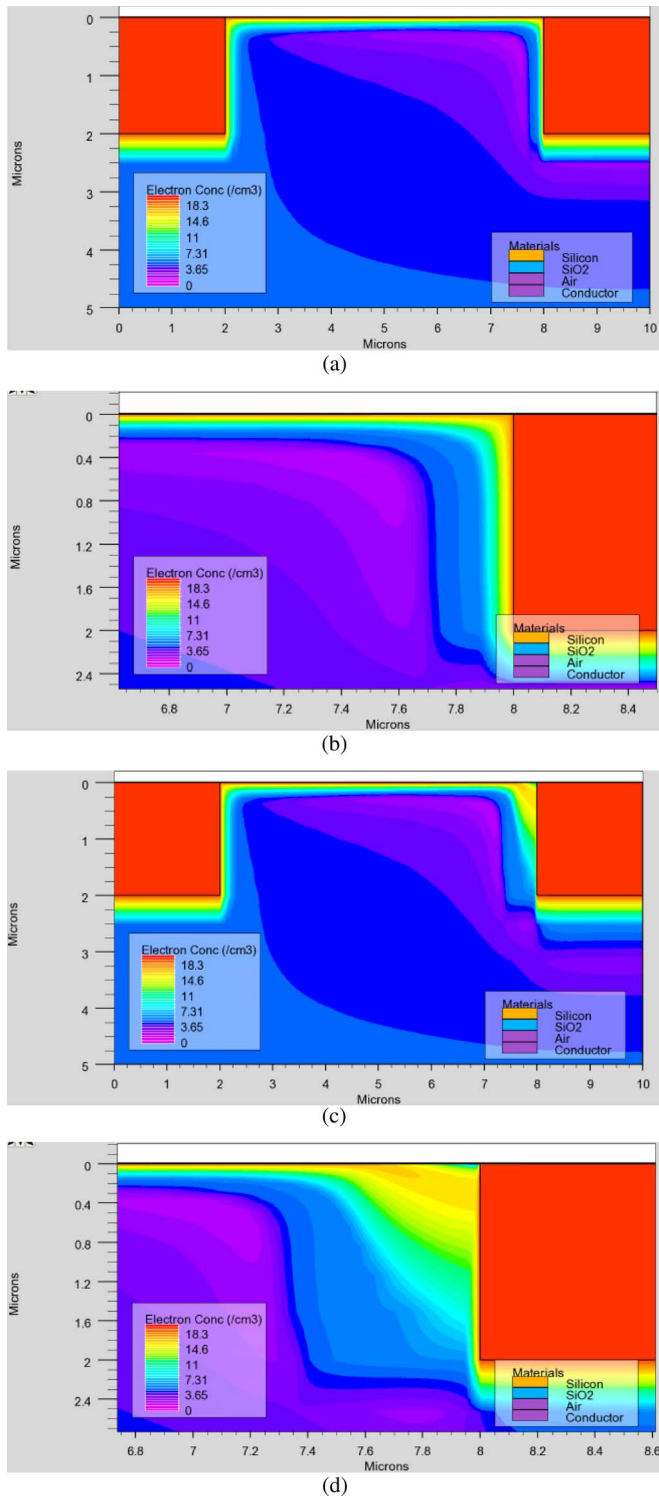 0
1
2
3
4
5
Microns
Electron Conc (/cm3)
18.3
14.6
11
7.31
3.65
0
Materials
Silicon
SiO2
Air
Conductor
0 1 2 3 4 5 6 7 8 9 10
Microns
(a)
0
0.4
0.8
1.2
1.6
2
2.4
Microns
Electron Conc (/cm3)
18.3
14.6
11
7.31
3.65
0
Materials
Silicon
SiO2
Air
Conductor
6.8 7 7.2 7.4 7.6 7.8 8 8.2 8.4
Microns
(b)
0
1
2
3
4
5
Microns
Electron Conc (/cm3)
18.3
14.6
11
7.31
3.65
0
Materials
Silicon
SiO2
Air
Conductor
0 1 2 3 4 5 6 7 8 9 10
Microns
(c)
0
0.4
0.8
1.2
1.6
2
2.4
Microns
Electron Conc (/cm3)
18.3
14.6
11
7.31
3.65
0
Materials
Silicon
SiO2
Air
Conductor
6.8 7 7.2 7.4 7.6 7.8 8 8.2 8.4 8.6
Microns
(d)